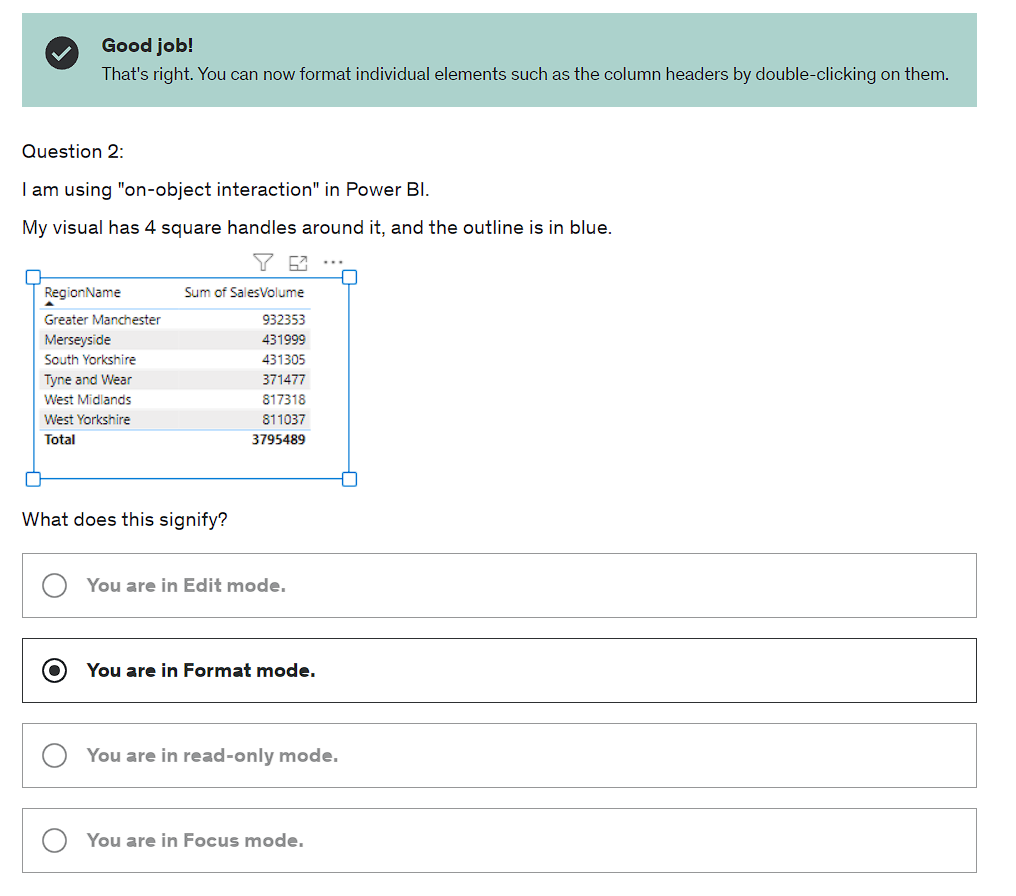 Good job!
That's right. You can now format individual elements such as the column headers by double-clicking on them.
Question 2:
I am using "on-object interaction" in Power BI.
My visual has 4 square handles around it, and the outline is in blue.
RegionName Sum of SalesVolume
Greater Manchester 932353
Merseyside 431999
South Yorkshire 431305
Tyne and Wear 371477
West Midlands 817318
West Yorkshire 811037
Total 3795489
What does this signify?
You are in Edit mode.
You are in Format mode.
You are in read-only mode.
You are in Focus mode.